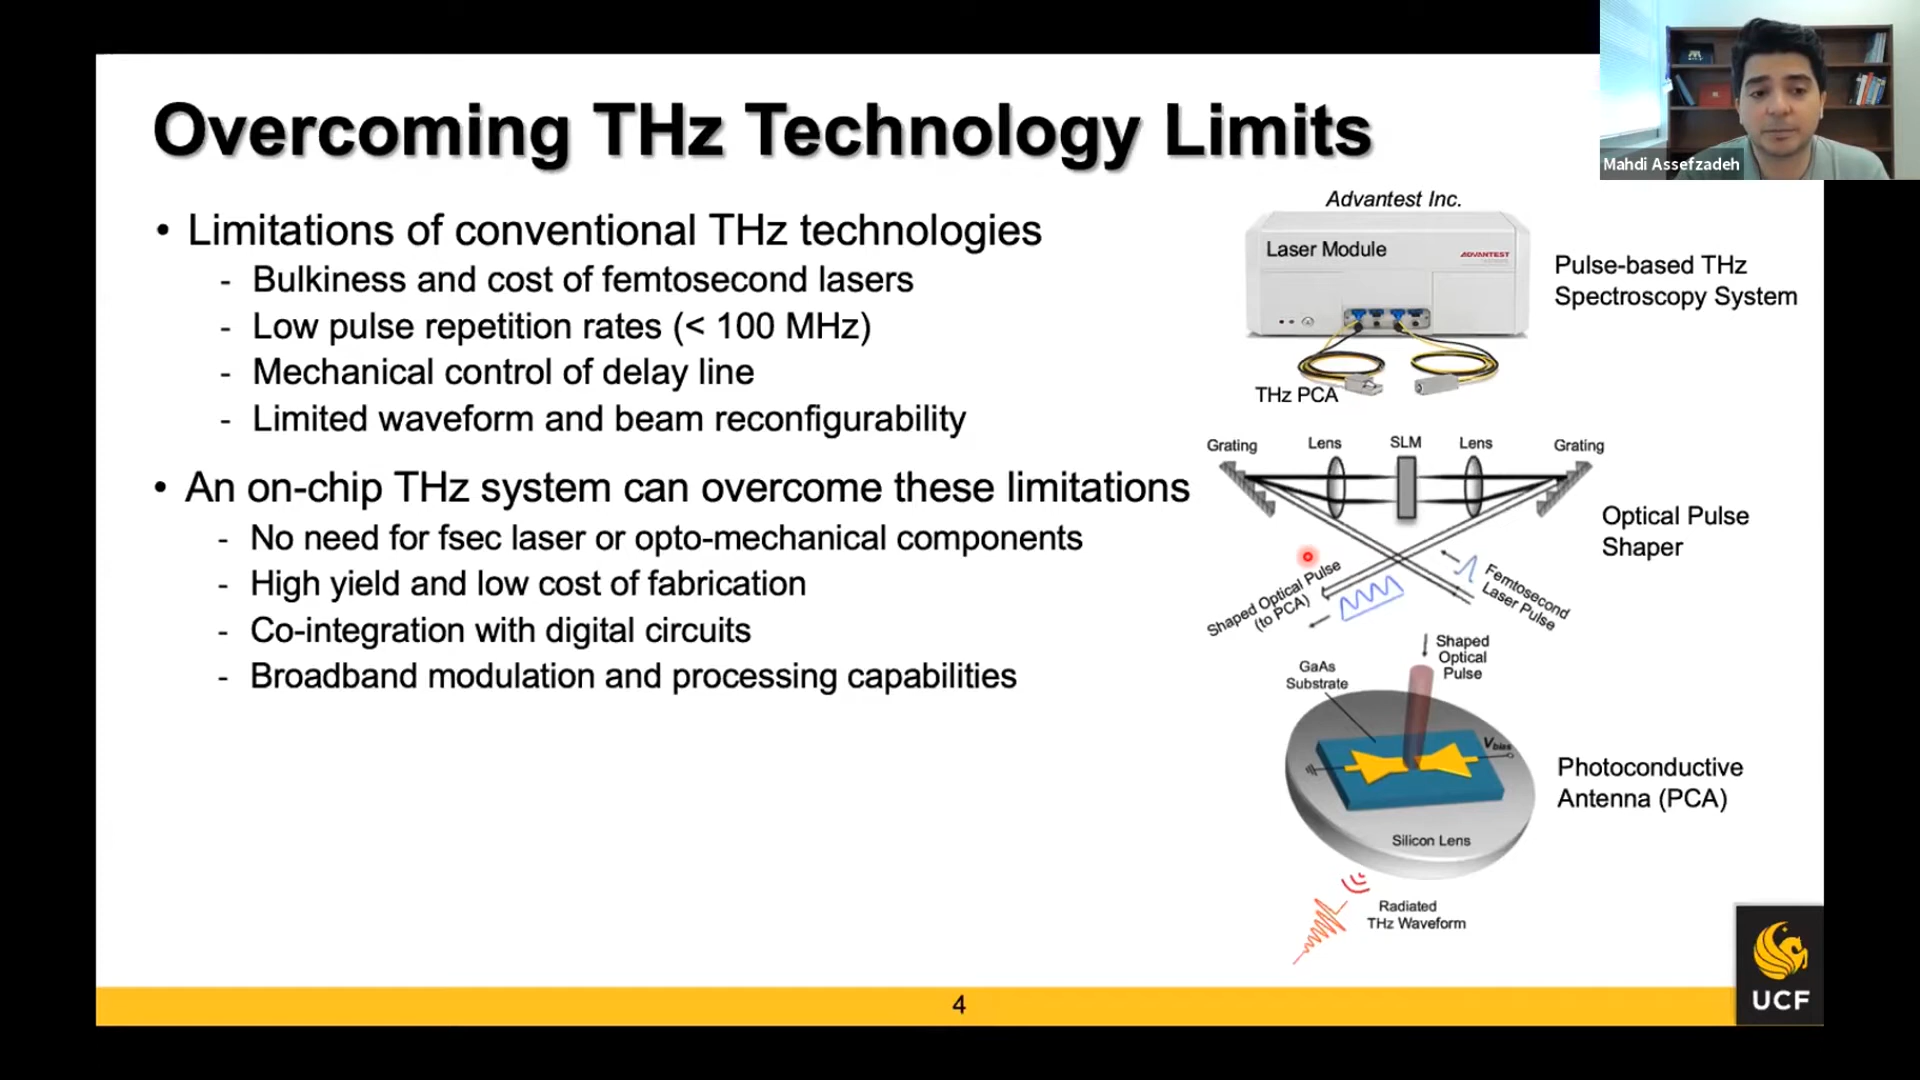 Overcoming THz Technology Limits
Mahdi Assefzadeh
• Limitations of conventional THz technologies
- Bulkiness and cost of femtosecond lasers
- Low pulse repetition rates (< 100 MHz)
- Mechanical control of delay line
- Limited waveform and beam reconfigurability
• An on-chip THz system can overcome these limitations
- No need for fsec laser or opto-mechanical components
- High yield and low cost of fabrication
- Co-integration with digital circuits
- Broadband modulation and processing capabilities
Advantest Inc.
Laser Module
ADVANTEST
THz PCA
Pulse-based THz
Spectroscopy System
Grating
Lens
SLM
Lens
Grating
Optical Pulse
Shaper
Shaped Optical Pulse
(to PCA)
Femtosecond
Laser Pulse
Shaped
Optical
Pulse
GaAs
Substrate
Vbias
Silicon Lens
Photoconductive
Antenna (PCA)
Radiated
THz Waveform
UCF
4